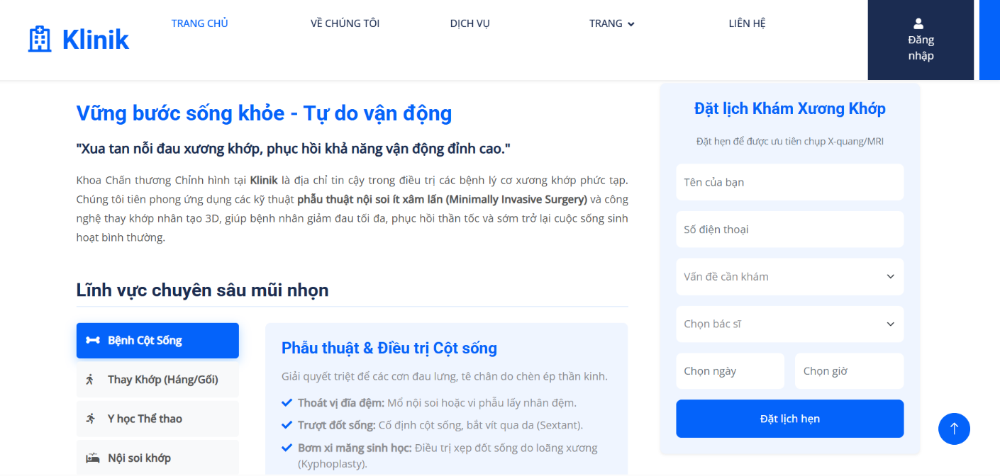 Klinik
TRANG CHỦ
VỀ CHÚNG TÔI
DỊCH VỤ
TRANG
LIÊN HỆ
Đăng
nhập
Vững bước sống khỏe - Tự do vận động
"Xua tan nỗi đau xương khớp, phục hồi khả năng vận động đỉnh cao."
Khoa Chấn thương Chỉnh hình tại Klinik là địa chỉ tin cậy trong điều trị các bệnh lý cơ xương khớp phức tạp.
Chúng tôi tiên phong ứng dụng các kỹ thuật phẫu thuật nội soi ít xâm lấn (Minimally Invasive Surgery) và công
nghệ thay khớp nhân tạo 3D, giúp bệnh nhân giảm đau tối đa, phục hồi thần tốc và sớm trở lại cuộc sống sinh
hoạt bình thường.
Lĩnh vực chuyên sâu mũi nhọn
Bệnh Cột Sống
Thay Khớp (Háng/Gối)
Y học Thể thao
Nội soi khớp
Phẫu thuật & Điều trị Cột sống
Giải quyết triệt để các cơn đau lưng, tê chân do chèn ép thần kinh.
Thoát vị đĩa đệm: Mổ nội soi hoặc vi phẫu lấy nhân đệm.
Trượt đốt sống: Cố định cột sống, bắt vít qua da (Sextant).
Bơm xi măng sinh học: Điều trị xẹp đốt sống do loãng xương
(Kyphoplasty).
Đặt lịch Khám Xương Khớp
Đặt hẹn để được ưu tiên chụp X-quang/MRI
Tên của bạn
Số điện thoại
Vấn đề cần khám
Chọn bác sĩ
Chọn ngày
Chọn giờ
Đặt lịch hẹn